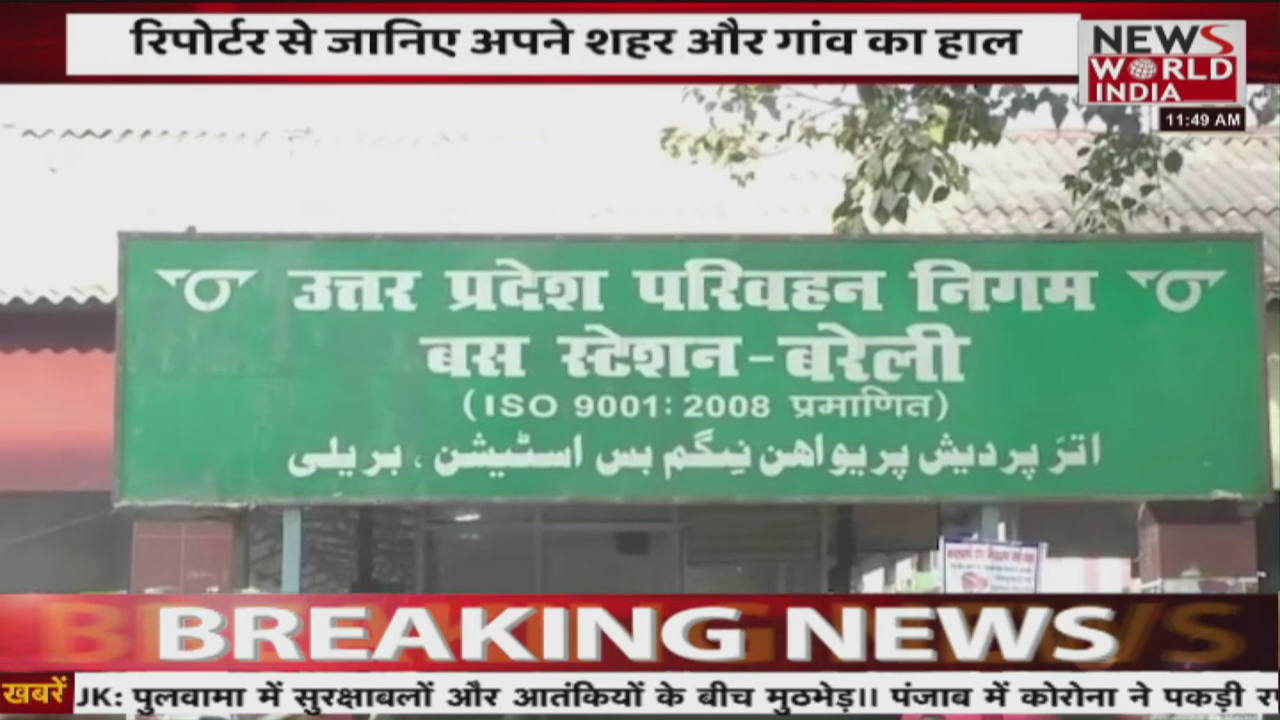 रिपोर्टर से जानिए अपने शहर और गांव का हाल
NEWS
WORLD
INDIA
11:49 AM
उत्तर प्रदेश परिवहन निगम
बस स्टेशन-बरेली
(ISO 9001: 2008 प्रमाणित)
اتر پردیش پریواهن نِگم بس اسٹیشن ، بریلی
BREAKING NEWS
खबरें JK: पुलवामा में सुरक्षाबलों और आतंकियों के बीच मुठभेड़।। पंजाब में कोरोना ने पकड़ी